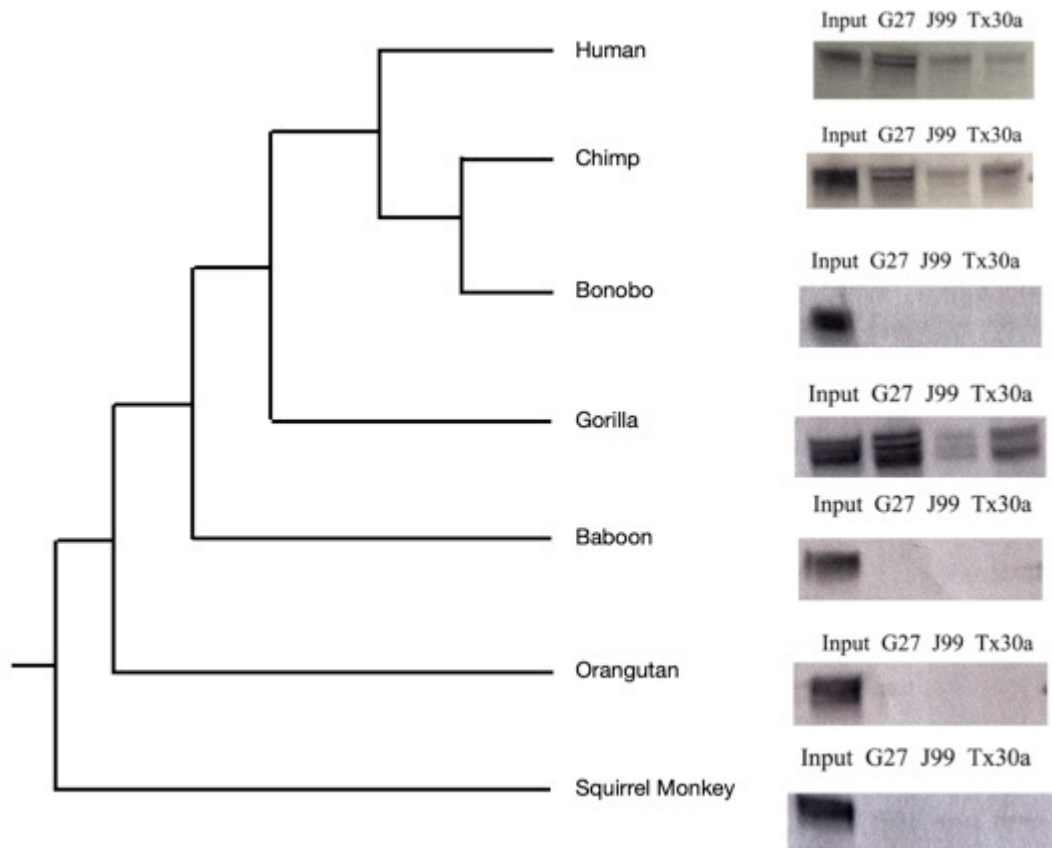 Input G27 J99 Tx30a
Human
Input G27 J99 Tx30a
Chimp
Input G27 J99 Tx30a
Bonobo
Input G27 J99 Tx30a
Gorilla
Input G27 J99 Tx30a
Baboon
Input G27 J99 Tx30a
Orangutan
Input G27 J99 Tx30a
Squirrel Monkey